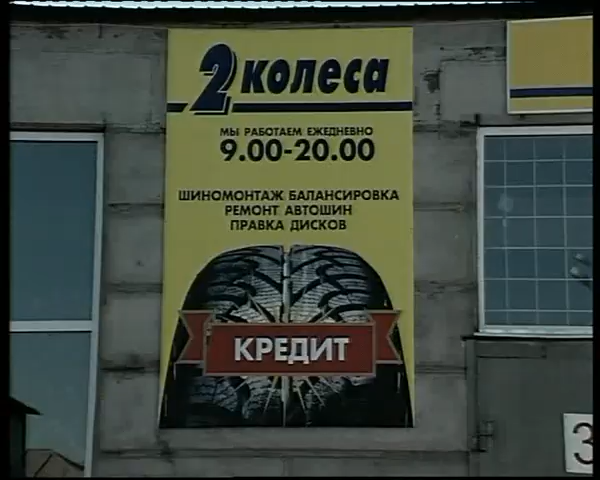 2 колеса
МЫ РАБОТАЕМ ЕЖЕДНЕВНО
9.00-20.00
ШИНОМОНТАЖ БАЛАНСИРОВКА
РЕМОНТ АВТОШИН
ПРАВКА ДИСКОВ
КРЕДИТ
3